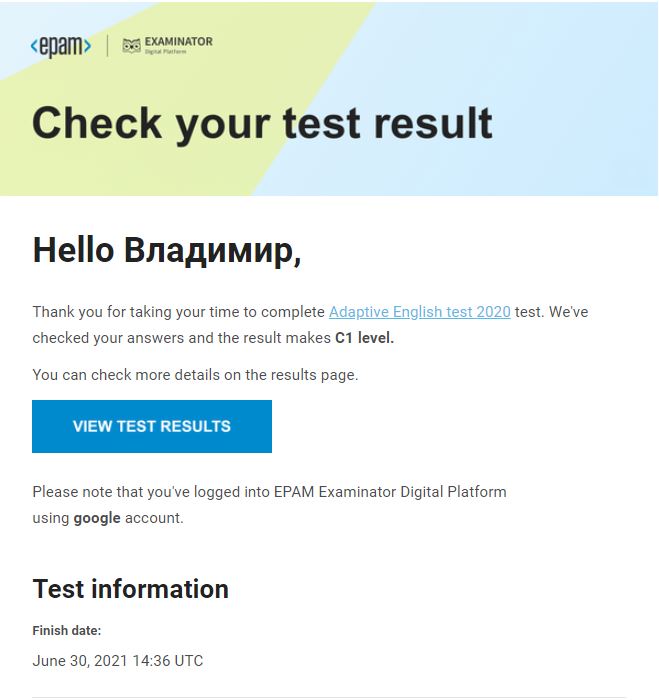 <epam> | EXAMINATOR
Digital Platform
Check your test result
Hello Владимир,
Thank you for taking your time to complete Adaptive English test 2020 test. We've
checked your answers and the result makes C1 level.
You can check more details on the results page.
VIEW TEST RESULTS
Please note that you've logged into EPAM Examinator Digital Platform
using google account.
Test information
Finish date:
June 30, 2021 14:36 UTC